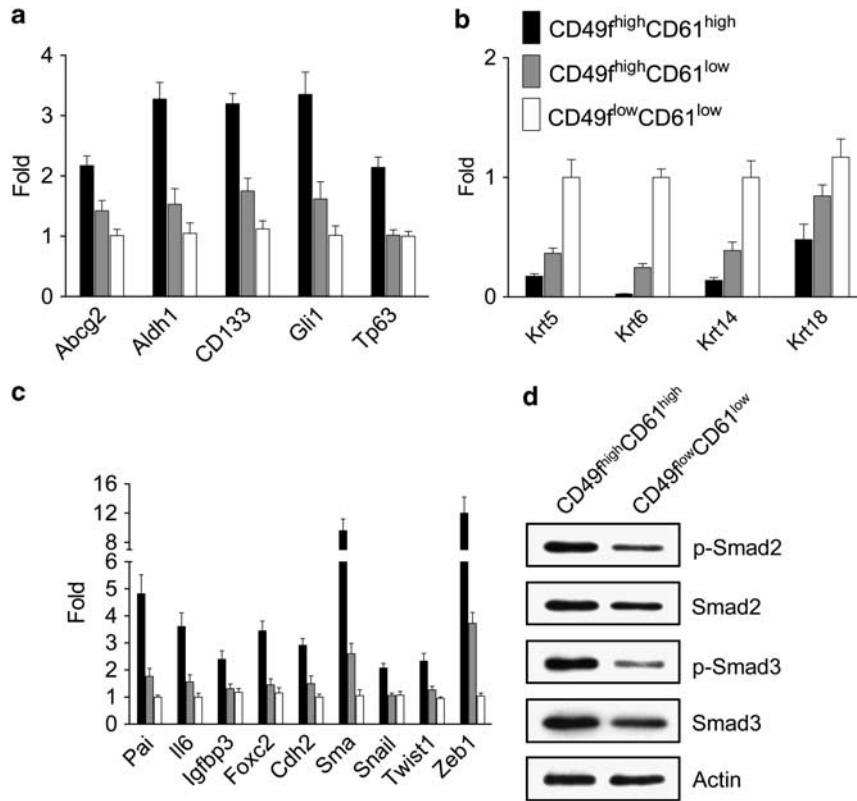 a
Fold
4
3
2
1
0
Abcg2
Aldh1
CD133
Gli1
Tp63
b
CD49f^high CD61^high
CD49f^high CD61^low
CD49f^low CD61^low
Fold
2
1
0
Krt5
Krt6
Krt14
Krt18
c
Fold
16
12
8
6
4
3
2
1
0
Pai
Il6
Igfbp3
Foxc2
Cdh2
Sma
Snail
Twist1
Zeb1
d
CD49f^high CD61^high
CD49f^low CD61^low
p-Smad2
Smad2
p-Smad3
Smad3
Actin